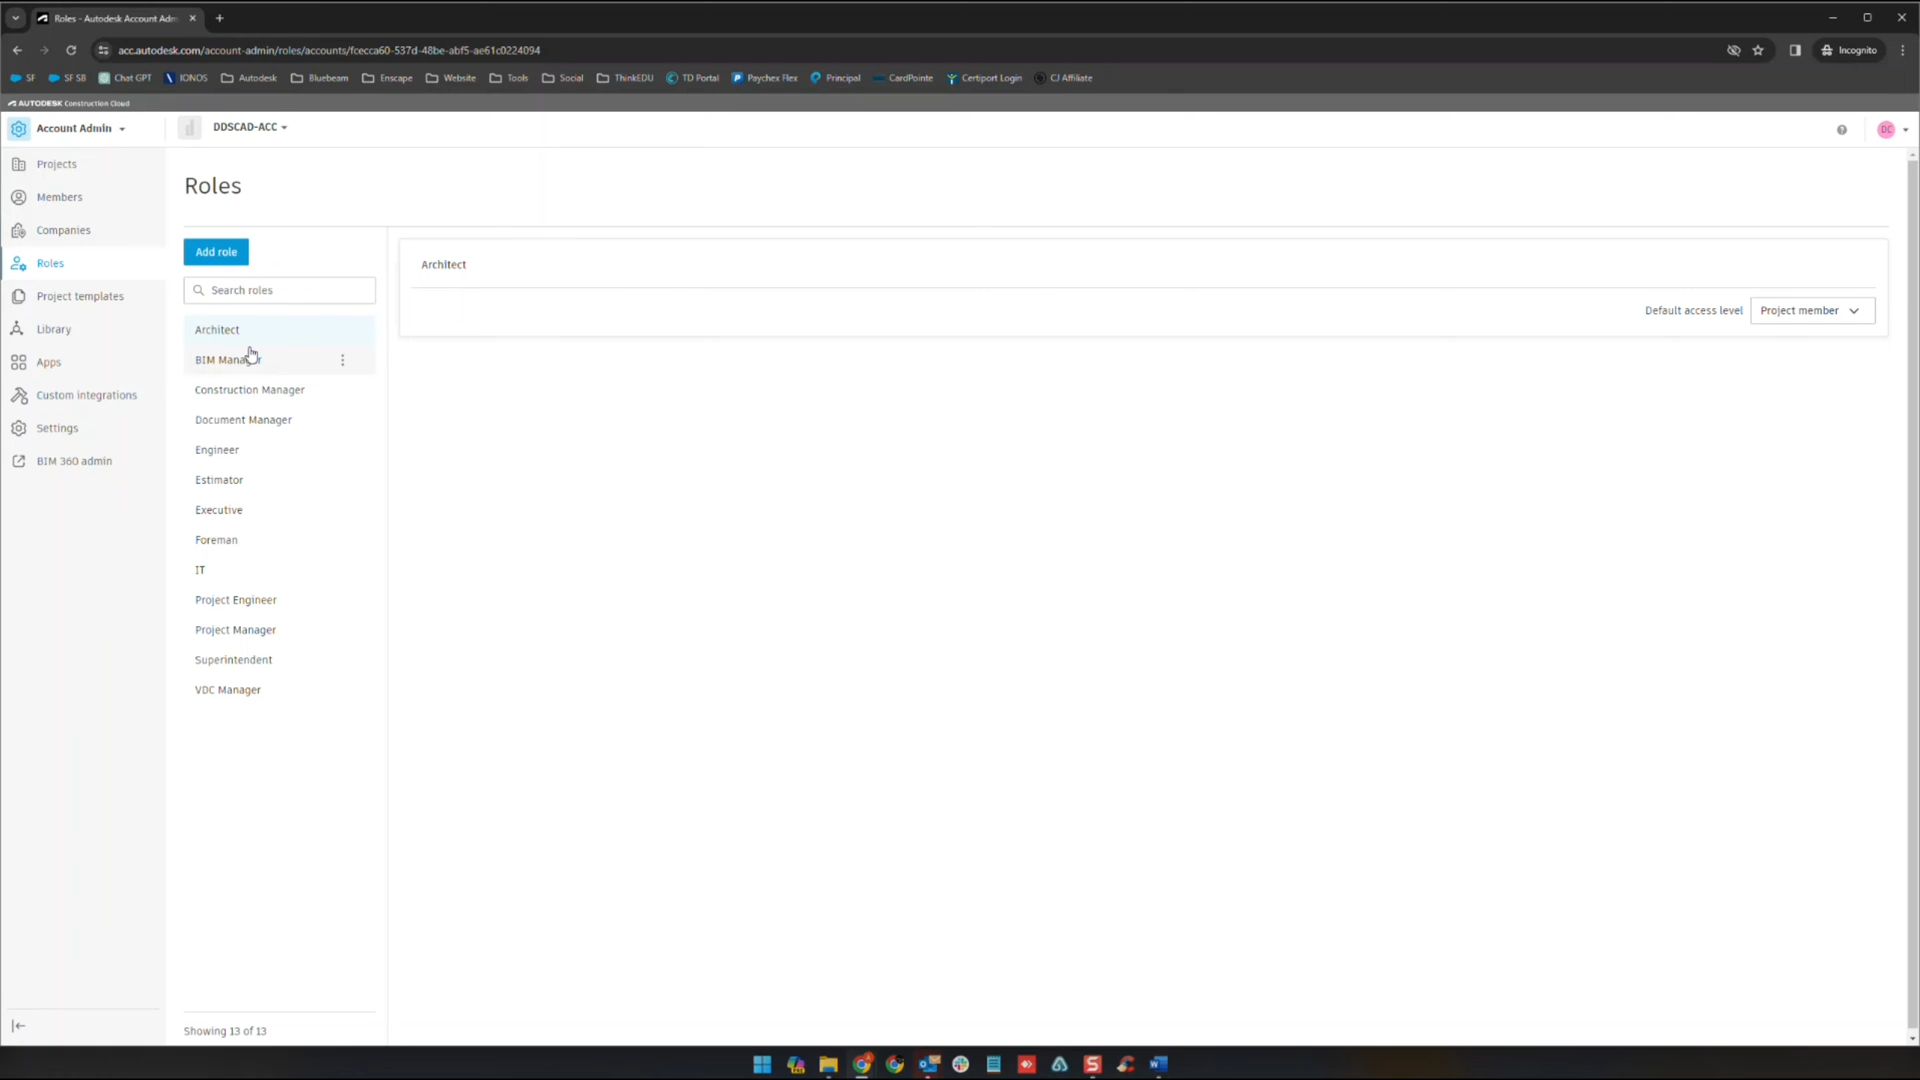 Roles - Autodesk Account Adm
acc.autodesk.com/account-admin/roles/accounts/fcecca60-537d-48be-abf5-ae61c0224094
Incognito
SF
SF SB
Chat GPT
IONOS
Autodesk
Bluebeam
Enscape
Website
Tools
Social
ThinkEDU
TD Portal
Paychex Flex
Principal
CardPointe
Certiport Login
CJ Affiliate
AUTODESK Construction Cloud
Account Admin
DDSCAD-ACC
DC
Projects
Members
Companies
Roles
Project templates
Library
Apps
Custom integrations
Settings
BIM 360 admin
Roles
Add role
Search roles
Architect
BIM Manager
Construction Manager
Document Manager
Engineer
Estimator
Executive
Foreman
IT
Project Engineer
Project Manager
Superintendent
VDC Manager
Showing 13 of 13
Architect
Default access level
Project member